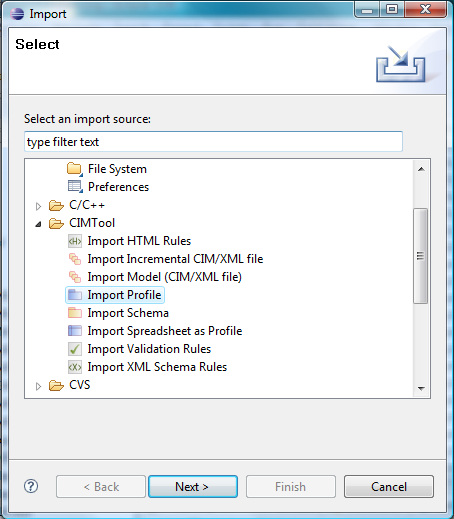 Import
Select
Select an import source:
type filter text
File System
Preferences
C/C++
CIMTool
Import HTML Rules
Import Incremental CIM/XML file
Import Model (CIM/XML file)
Import Profile
Import Schema
Import Spreadsheet as Profile
Import Validation Rules
Import XML Schema Rules
CVS
? < Back Next > Finish Cancel